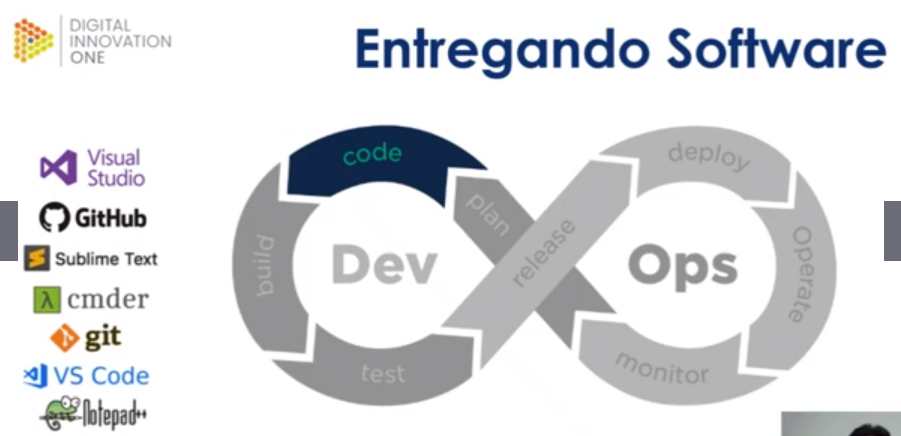 DIGITAL
INNOVATION
ONE
Entregando Software
Visual
Studio
GitHub
Sublime Text
λ cmder
git
VS Code
Notepad++
code
plan
build
Dev
test
release
deploy
Ops
Operate
monitor